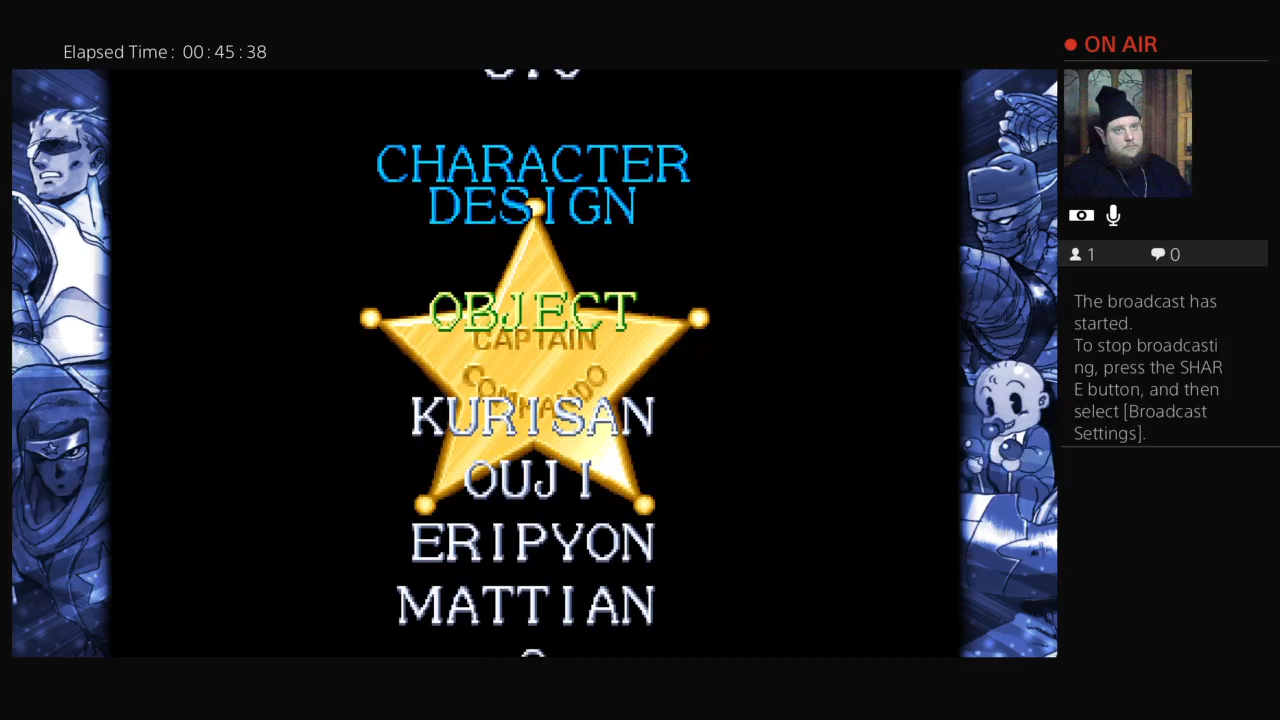 Elapsed Time: 00:45:38
ON AIR
CHARACTER
DESIGN
OBJECT
CAPTAIN
COMMANDO
KURISAN
OUJI
ERIPYON
MATTIAN
1
0
The broadcast has
started.
To stop broadcasti
ng, press the SHAR
E button, and then
select [Broadcast
Settings].